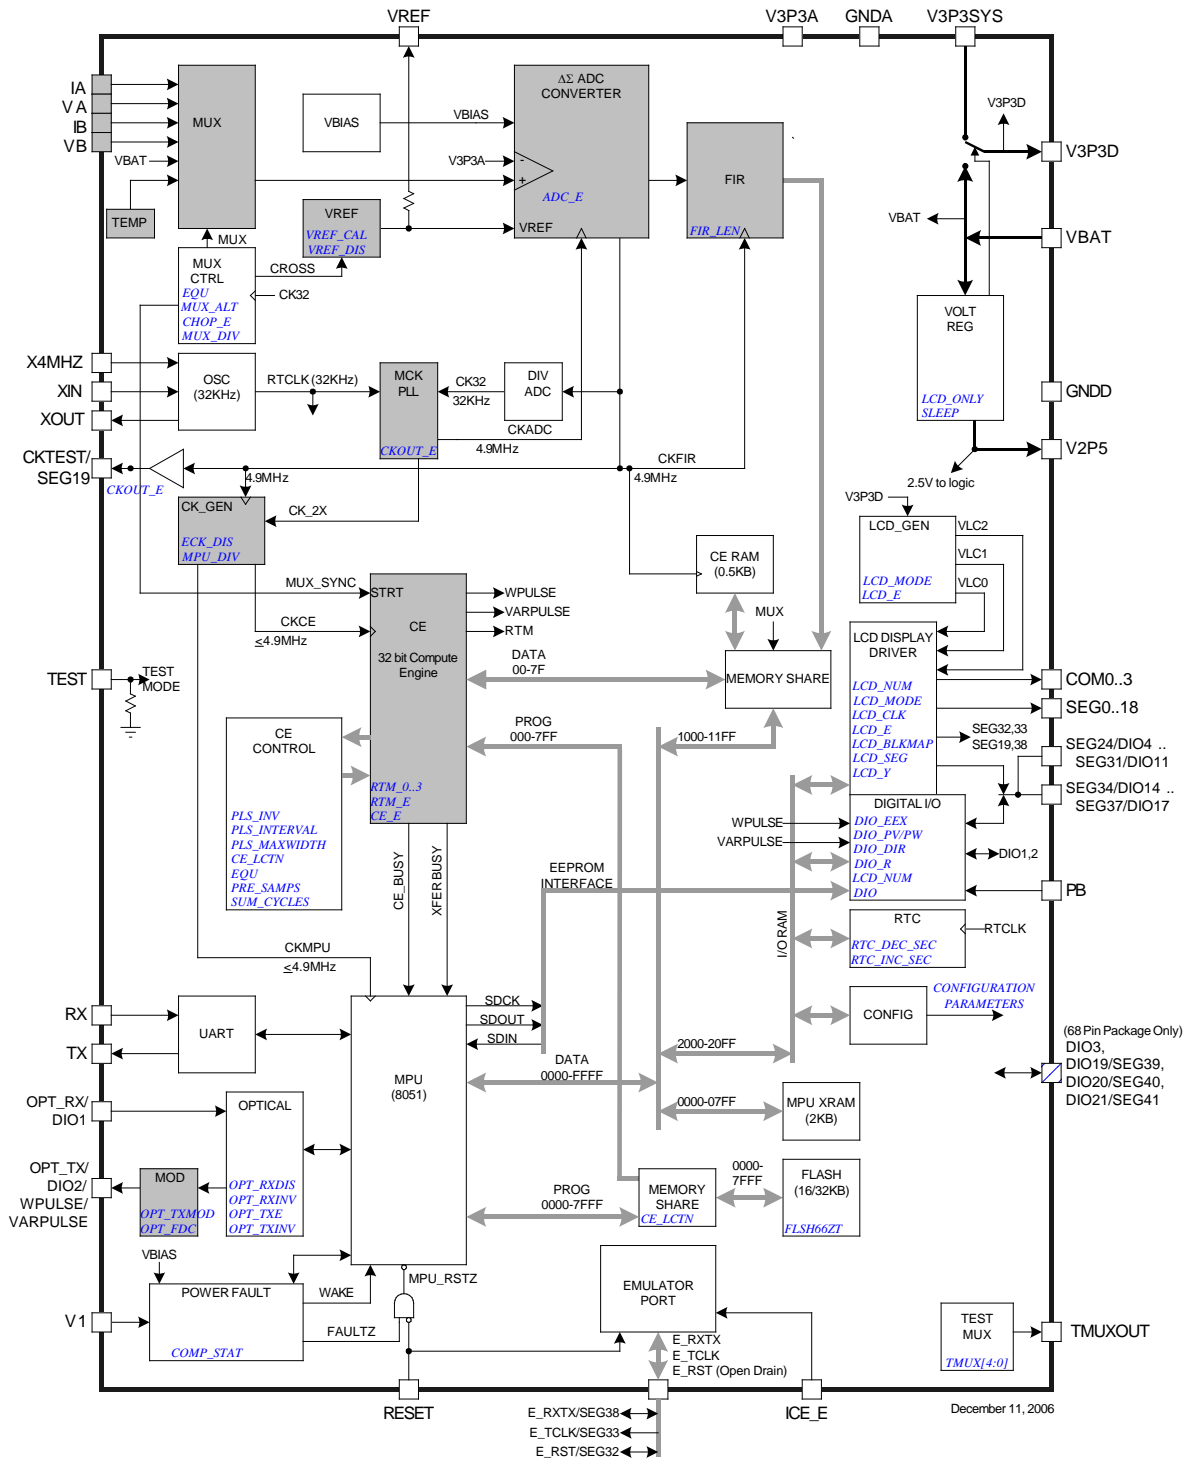 VREF
V3P3A
GNDA
V3P3SYS
IA
VA
IB
VB
VBAT
TEMP
MUX
VBIAS
VBIAS
V3P3A
ΔΣ ADC
CONVERTER
-
+
ADC_E
VREF
FIR
FIR_LEN
V3P3D
V3P3D
VBAT
VBAT
VREF
VREF_CAL
VREF_DIS
MUX
MUX
CTRL
EQU
MUX_ALT
CHOP_E
MUX_DIV
CROSS
CK32
VOLT
REG
LCD_ONLY
SLEEP
X4MHZ
XIN
XOUT
OSC
(32KHz)
RTCLK (32KHz)
MCK
PLL
CKOUT_E
CK32
32KHz
DIV
ADC
CKADC
4.9MHz
GNDD
V2P5
2.5V to logic
CKTEST/
SEG19
CKOUT_E
4.9MHz
CKFIR
4.9MHz
CK_GEN
ECK_DIS
MPU_DIV
CK_2X
V3P3D
LCD_GEN
LCD_MODE
LCD_E
VLC2
VLC1
VLC0
CE RAM
(0.5KB)
MUX_SYNC
STRT
CE
32 bit Compute
Engine
RTM_0..3
RTM_E
CE_E
WPULSE
VARPULSE
RTM
CKCE
≤4.9MHz
MUX
DATA
00-7F
MEMORY SHARE
LCD DISPLAY
DRIVER
LCD_NUM
LCD_MODE
LCD_CLK
LCD_E
LCD_BLKMAP
LCD_SEG
LCD_Y
COM0..3
SEG0..18
SEG32,33
SEG19,38
SEG24/DIO4 ..
SEG31/DIO11
SEG34/DIO14 ..
SEG37/DIO17
TEST
TEST
MODE
CE
CONTROL
PLS_INV
PLS_INTERVAL
PLS_MAXWIDTH
CE_LCTN
EQU
PRE_SAMPS
SUM_CYCLES
PROG
000-7FF
1000-11FF
DIGITAL I/O
DIO_EEX
DIO_PV/PW
DIO_DIR
DIO_R
LCD_NUM
DIO
WPULSE
VARPULSE
DIO1,2
PB
EEPROM
INTERFACE
CE_BUSY
XFER BUSY
I/O RAM
RTC
RTC_DEC_SEC
RTC_INC_SEC
RTCLK
CKMPU
≤4.9MHz
CONFIG
CONFIGURATION
PARAMETERS
RX
TX
UART
MPU
(8051)
SDCK
SDOUT
SDIN
DATA
0000-FFFF
2000-20FF
0000-07FF
MPU XRAM
(2KB)
(68 Pin Package Only)
DIO3,
DIO19/SEG39,
DIO20/SEG40,
DIO21/SEG41
OPT_RX/
DIO1
OPTICAL
OPT_RXDIS
OPT_RXINV
OPT_TXE
OPT_TXINV
OPT_TX/
DIO2/
WPULSE/
VARPULSE
MOD
OPT_TXMOD
OPT_FDC
PROG
0000-7FFF
MEMORY
SHARE
CE_LCTN
0000-
7FFF
FLASH
(16/32KB)
FLSH66ZT
VBIAS
V1
POWER FAULT
COMP_STAT
WAKE
FAULTZ
MPU_RSTZ
EMULATOR
PORT
E_RXTX
E_TCLK
E_RST (Open Drain)
TEST
MUX
TMUX[4:0]
TMUXOUT
RESET
ICE_E
December 11, 2006
E_RXTX/SEG38
E_TCLK/SEG33
E_RST/SEG32